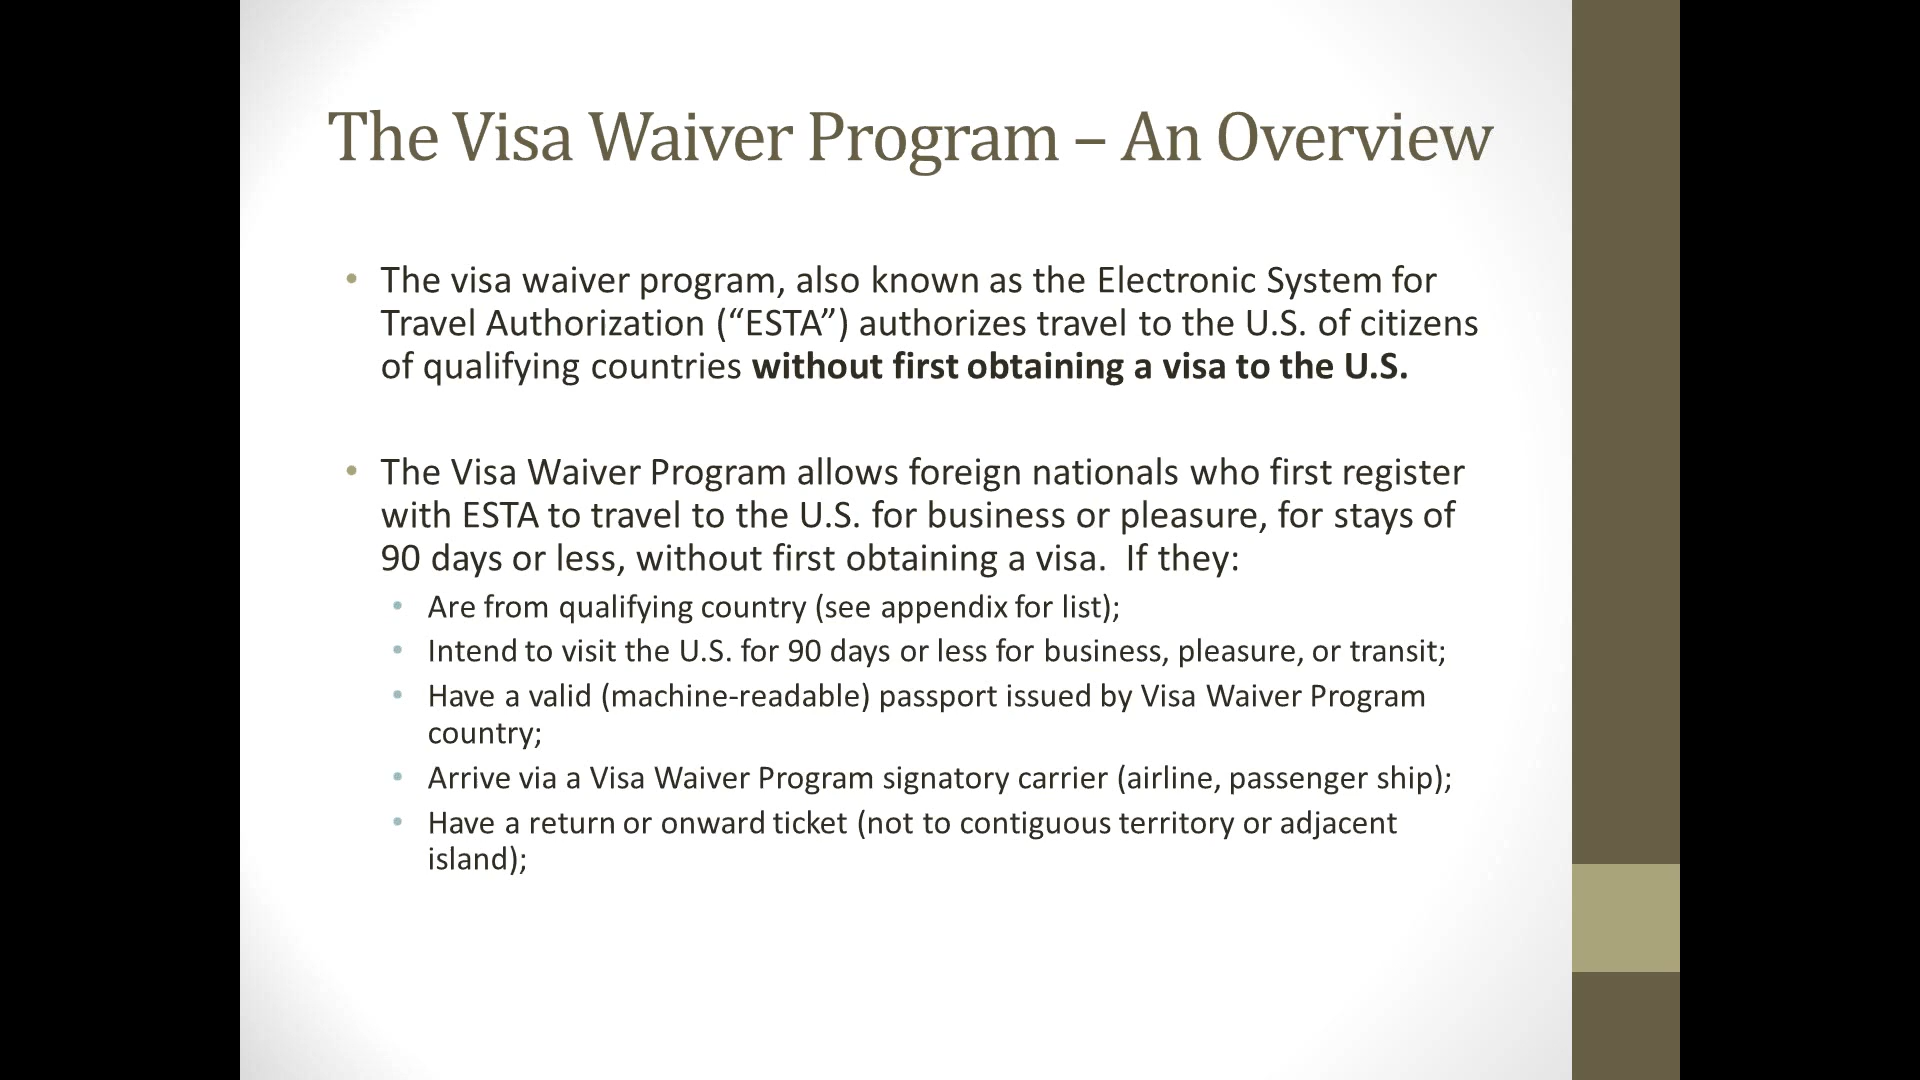 The Visa Waiver Program – An Overview
• The visa waiver program, also known as the Electronic System for
Travel Authorization (“ESTA”) authorizes travel to the U.S. of citizens
of qualifying countries without first obtaining a visa to the U.S.
• The Visa Waiver Program allows foreign nationals who first register
with ESTA to travel to the U.S. for business or pleasure, for stays of
90 days or less, without first obtaining a visa.  If they:
• Are from qualifying country (see appendix for list);
• Intend to visit the U.S. for 90 days or less for business, pleasure, or transit;
• Have a valid (machine-readable) passport issued by Visa Waiver Program
country;
• Arrive via a Visa Waiver Program signatory carrier (airline, passenger ship);
• Have a return or onward ticket (not to contiguous territory or adjacent
island);